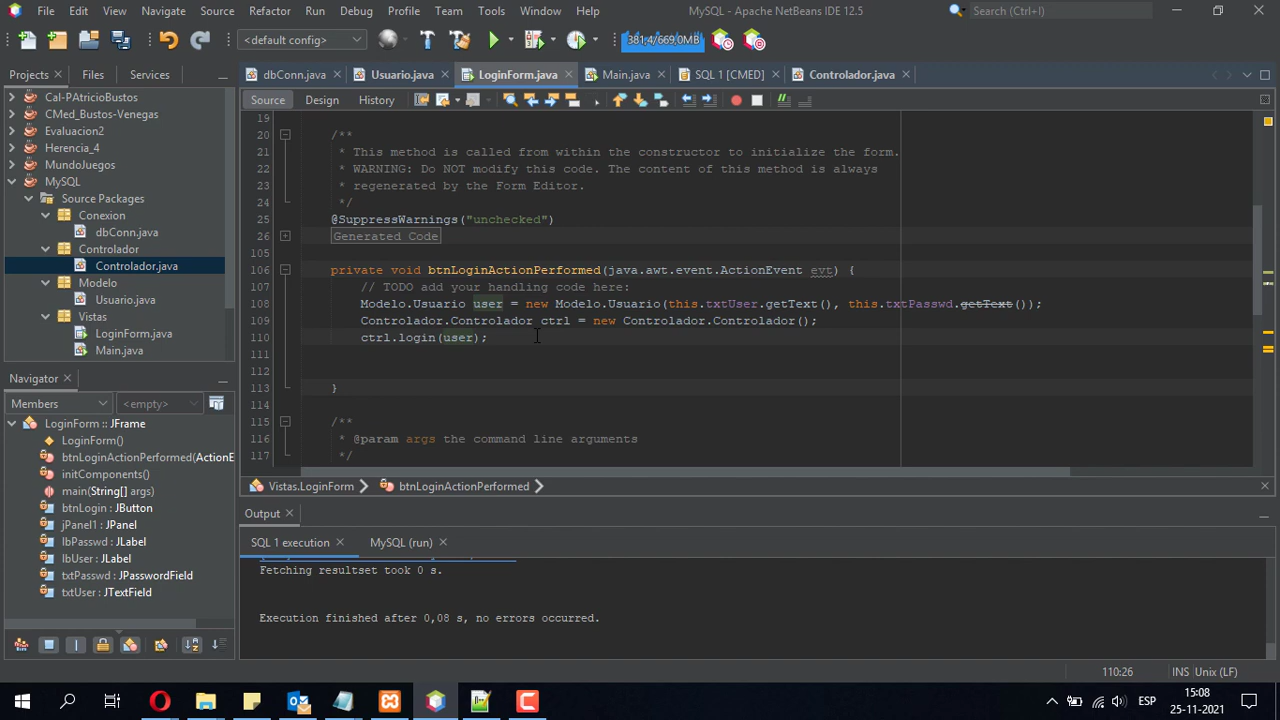 File Edit View Navigate Source Refactor Run Debug Profile Team Tools Window Help MySQL - Apache NetBeans IDE 12.5 Search (Ctrl+I)
<default config> 381,4/669,0MB
Projects Files Services dbConn.java Usuario.java LoginForm.java Main.java SQL 1 [CMED] Controlador.java
Source Design History
Cal-PAtricioBustos
CMed_Bustos-Venegas
Evaluacion2
Herencia_4
MundoJuegos
MySQL
Source Packages
Conexion
dbConn.java
Controlador
Controlador.java
Modelo
Usuario.java
Vistas
LoginForm.java
Main.java
19
20 /**
21 * This method is called from within the constructor to initialize the form.
22 * WARNING: Do NOT modify this code. The content of this method is always
23 * regenerated by the Form Editor.
24 */
25 @SuppressWarnings("unchecked")
26 Generated Code
105
106 private void btnLoginActionPerformed(java.awt.event.ActionEvent evt) {
107 // TODO add your handling code here:
108 Modelo.Usuario user = new Modelo.Usuario(this.txtUser.getText(), this.txtPasswd.getText());
109 Controlador.Controlador ctrl = new Controlador.Controlador();
110 ctrl.login(user);
111
112
113 }
114
115 /**
116 * @param args the command line arguments
117 */
Navigator
Members <empty>
LoginForm :: JFrame
LoginForm()
btnLoginActionPerformed(ActionE
initComponents()
main(String[] args)
btnLogin : JButton
jPanel1 : JPanel
lbPasswd : JLabel
lbUser : JLabel
txtPasswd : JPasswordField
txtUser : JTextField
Vistas.LoginForm btnLoginActionPerformed
Output
SQL 1 execution MySQL (run)
Fetching resultset took 0 s.
Execution finished after 0,08 s, no errors occurred.
110:26 INS Unix (LF)
ESP 15:08
25-11-2021